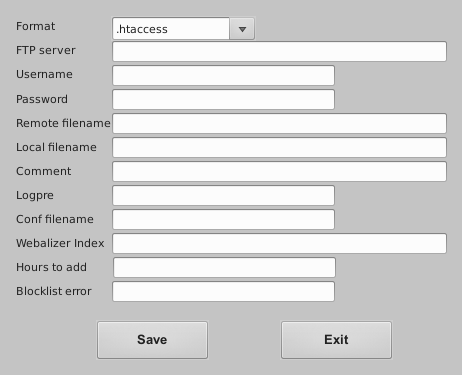 Format .htaccess
FTP server
Username
Password
Remote filename
Local filename
Comment
Logpre
Conf filename
Webalizer Index
Hours to add
Blocklist error
Save Exit